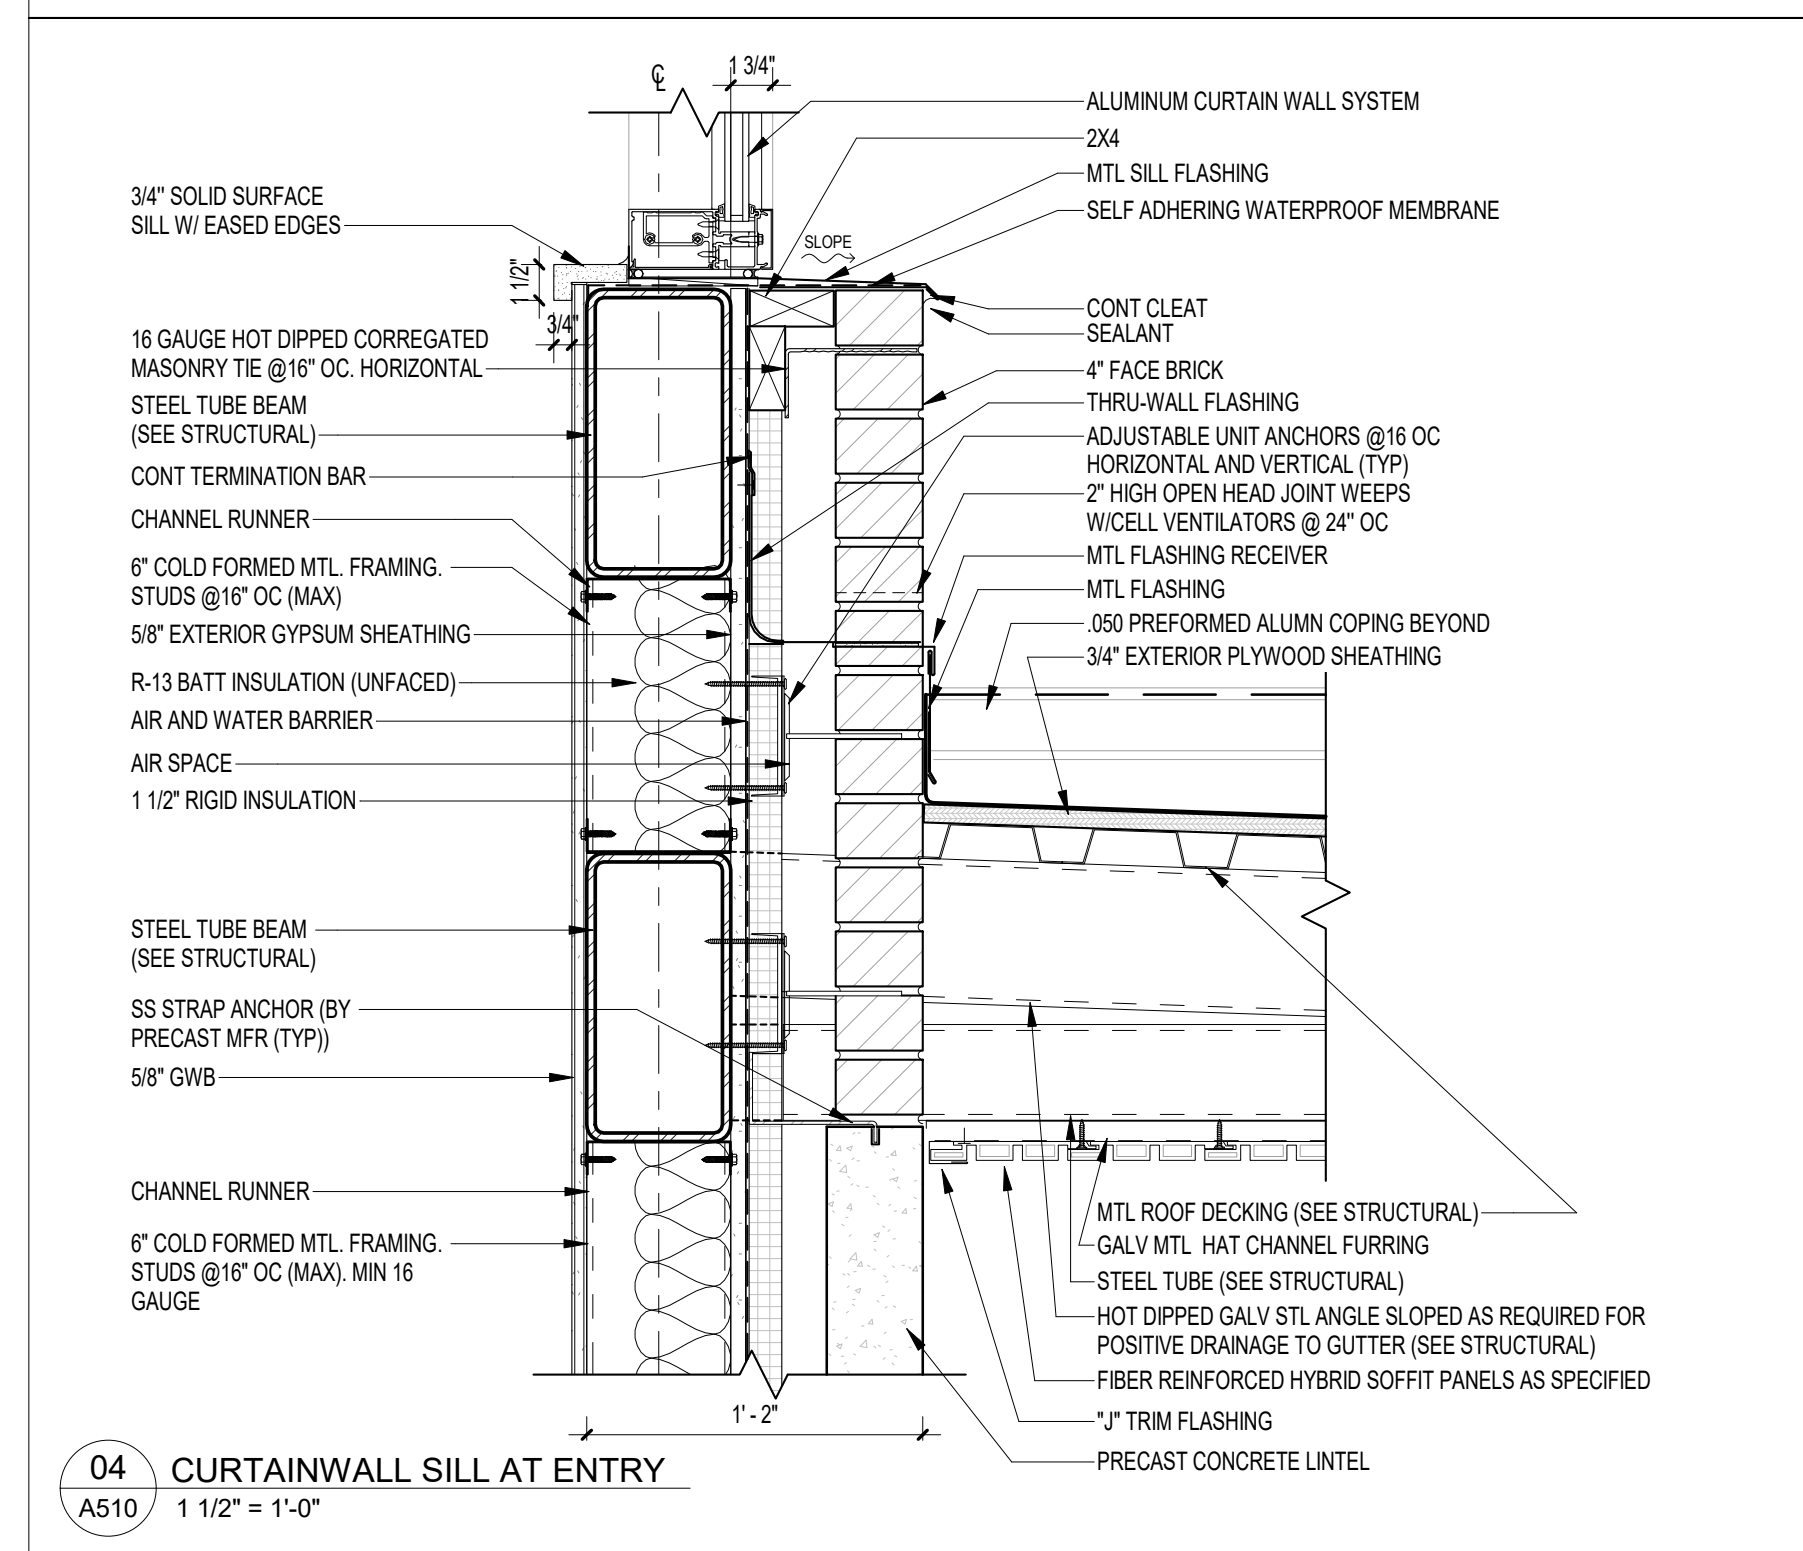 ℄
1 3/4"
ALUMINUM CURTAIN WALL SYSTEM
2X4
MTL SILL FLASHING
SELF ADHERING WATERPROOF MEMBRANE
SLOPE
CONT CLEAT
SEALANT
4" FACE BRICK
THRU-WALL FLASHING
ADJUSTABLE UNIT ANCHORS @16 OC
HORIZONTAL AND VERTICAL (TYP)
2" HIGH OPEN HEAD JOINT WEEPS
W/CELL VENTILATORS @ 24" OC
MTL FLASHING RECEIVER
MTL FLASHING
.050 PREFORMED ALUMN COPING BEYOND
3/4" EXTERIOR PLYWOOD SHEATHING
3/4" SOLID SURFACE
SILL W/ EASED EDGES
1 1/2"
3/4"
16 GAUGE HOT DIPPED CORREGATED
MASONRY TIE @16" OC. HORIZONTAL
STEEL TUBE BEAM
(SEE STRUCTURAL)
CONT TERMINATION BAR
CHANNEL RUNNER
6" COLD FORMED MTL. FRAMING.
STUDS @16" OC (MAX)
5/8" EXTERIOR GYPSUM SHEATHING
R-13 BATT INSULATION (UNFACED)
AIR AND WATER BARRIER
AIR SPACE
1 1/2" RIGID INSULATION
STEEL TUBE BEAM
(SEE STRUCTURAL)
SS STRAP ANCHOR (BY
PRECAST MFR (TYP))
5/8" GWB
CHANNEL RUNNER
6" COLD FORMED MTL. FRAMING.
STUDS @16" OC (MAX). MIN 16
GAUGE
MTL ROOF DECKING (SEE STRUCTURAL)
GALV MTL HAT CHANNEL FURRING
STEEL TUBE (SEE STRUCTURAL)
HOT DIPPED GALV STL ANGLE SLOPED AS REQUIRED FOR
POSITIVE DRAINAGE TO GUTTER (SEE STRUCTURAL)
FIBER REINFORCED HYBRID SOFFIT PANELS AS SPECIFIED
"J" TRIM FLASHING
PRECAST CONCRETE LINTEL
1' - 2"
04
A510
CURTAINWALL SILL AT ENTRY
1 1/2" = 1'-0"